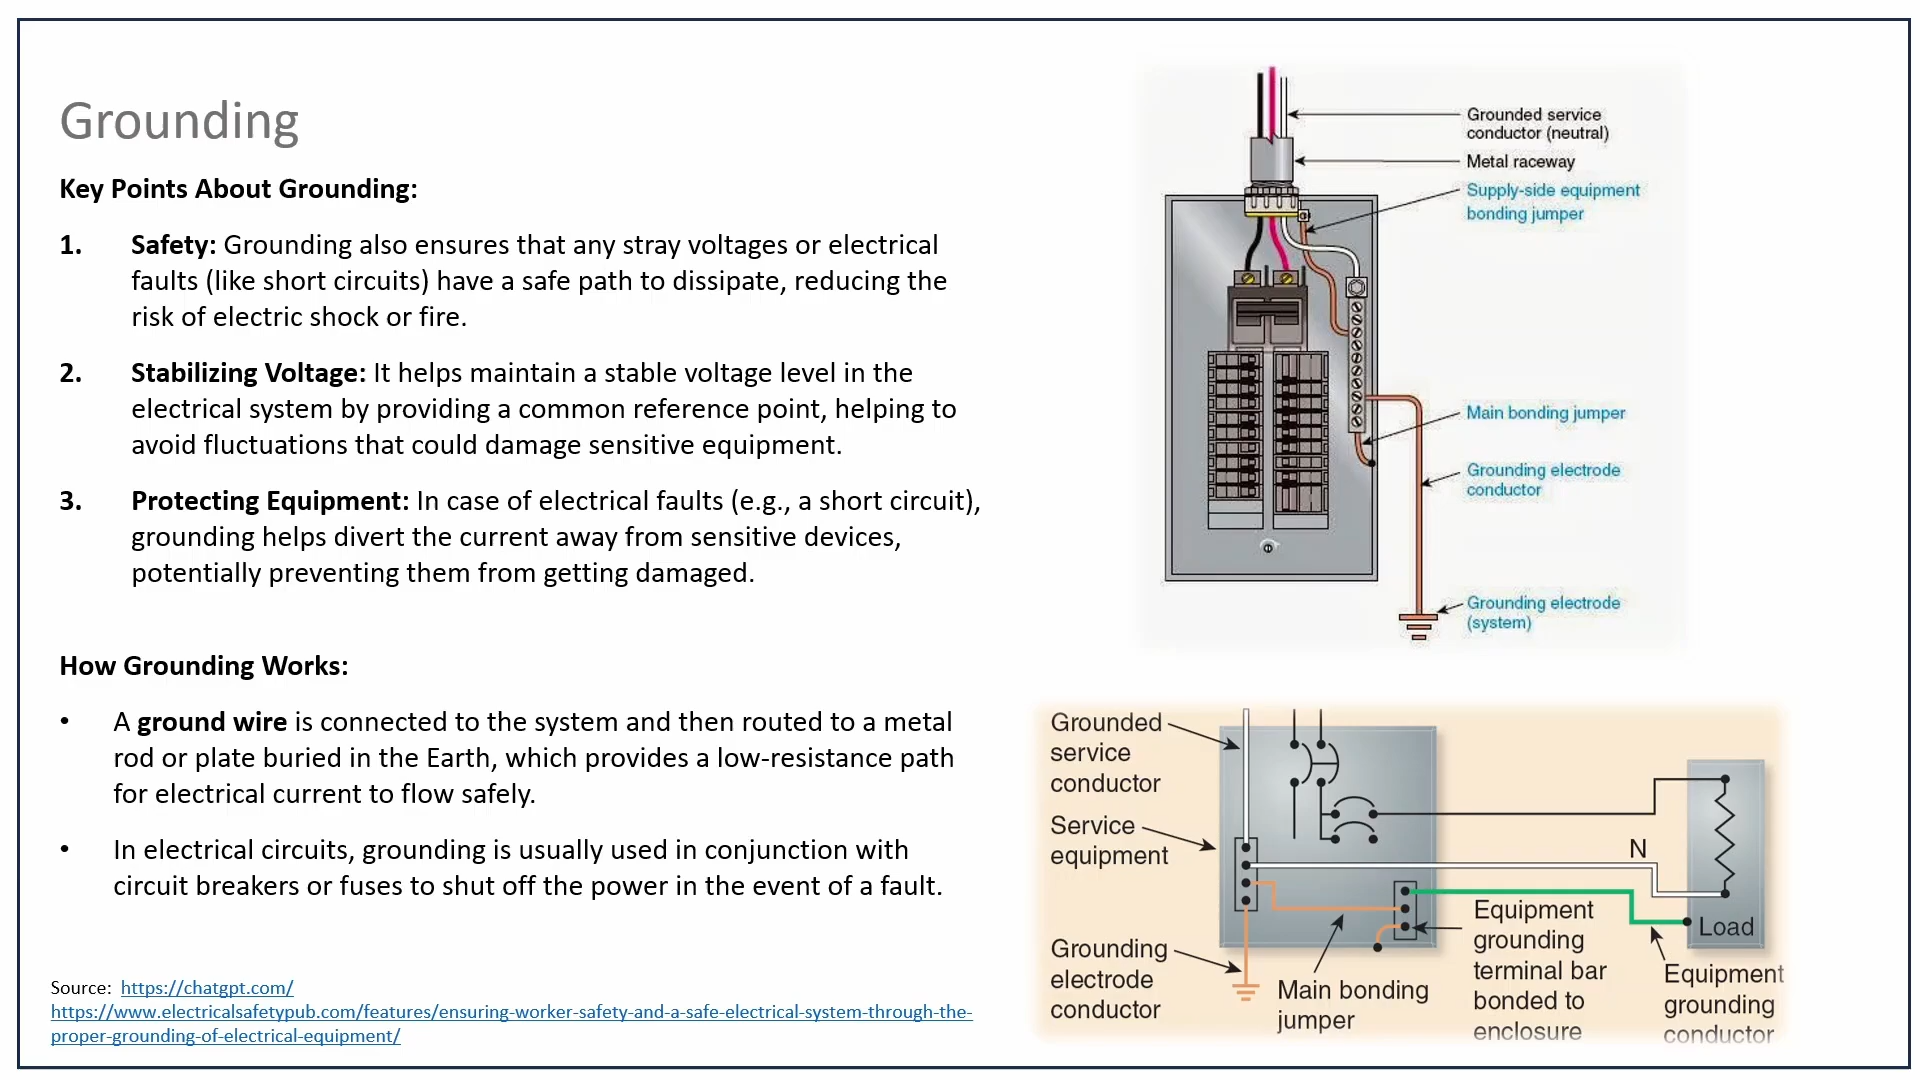 Grounding
Key Points About Grounding:
1. Safety: Grounding also ensures that any stray voltages or electrical
faults (like short circuits) have a safe path to dissipate, reducing the
risk of electric shock or fire.
2. Stabilizing Voltage: It helps maintain a stable voltage level in the
electrical system by providing a common reference point, helping to
avoid fluctuations that could damage sensitive equipment.
3. Protecting Equipment: In case of electrical faults (e.g., a short circuit),
grounding helps divert the current away from sensitive devices,
potentially preventing them from getting damaged.
How Grounding Works:
• A ground wire is connected to the system and then routed to a metal
rod or plate buried in the Earth, which provides a low-resistance path
for electrical current to flow safely.
• In electrical circuits, grounding is usually used in conjunction with
circuit breakers or fuses to shut off the power in the event of a fault.
Source: https://chatgpt.com/
https://www.electricalsafetypub.com/features/ensuring-worker-safety-and-a-safe-electrical-system-through-the-
proper-grounding-of-electrical-equipment/
Grounded service
conductor (neutral)
Metal raceway
Supply-side equipment
bonding jumper
Main bonding jumper
Grounding electrode
conductor
Grounding electrode
(system)
Grounded
service
conductor
Service
equipment
Grounding
electrode
conductor
Main bonding
jumper
Equipment
grounding
terminal bar
bonded to
enclosure
N
Load
Equipment
grounding
conductor